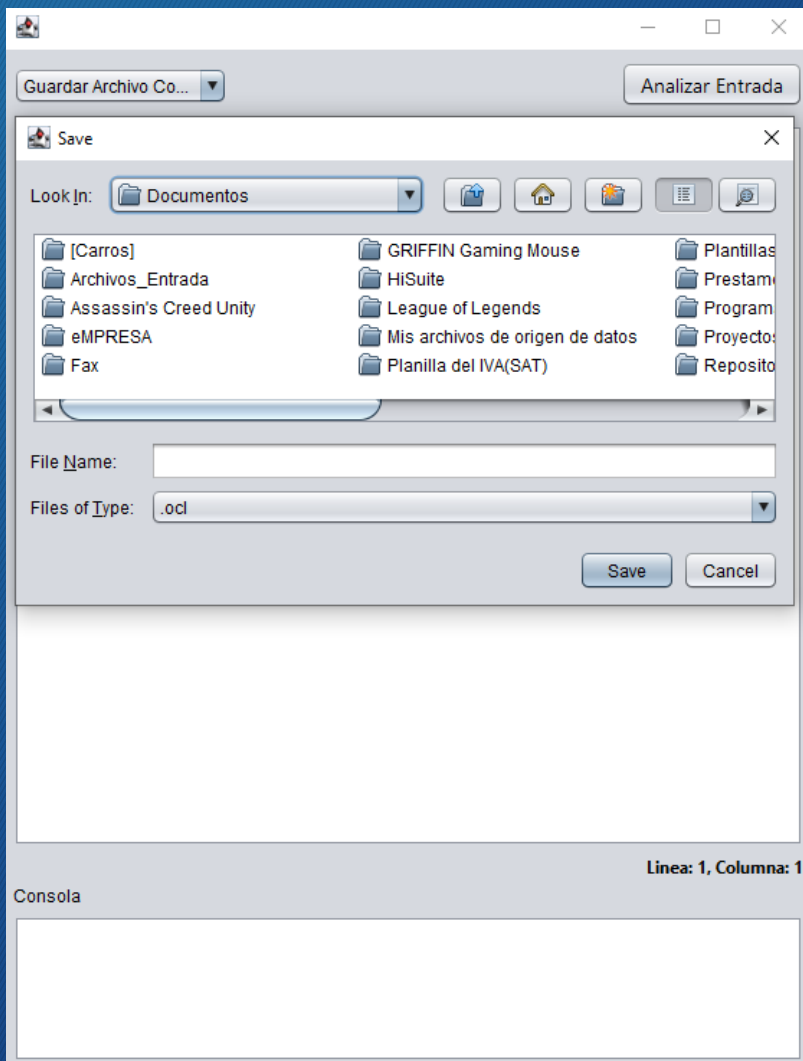 Guardar Archivo Co...
Analizar Entrada
Save
Look In:
Documentos
[Carros]
GRIFFIN Gaming Mouse
Plantillas
Archivos_Entrada
HiSuite
Prestam
Assassin's Creed Unity
League of Legends
Program
eMPRESA
Mis archivos de origen de datos
Proyectos
Fax
Planilla del IVA(SAT)
Reposito
File Name:
Files of Type:
.ocl
Save
Cancel
Linea: 1, Columna: 1
Consola